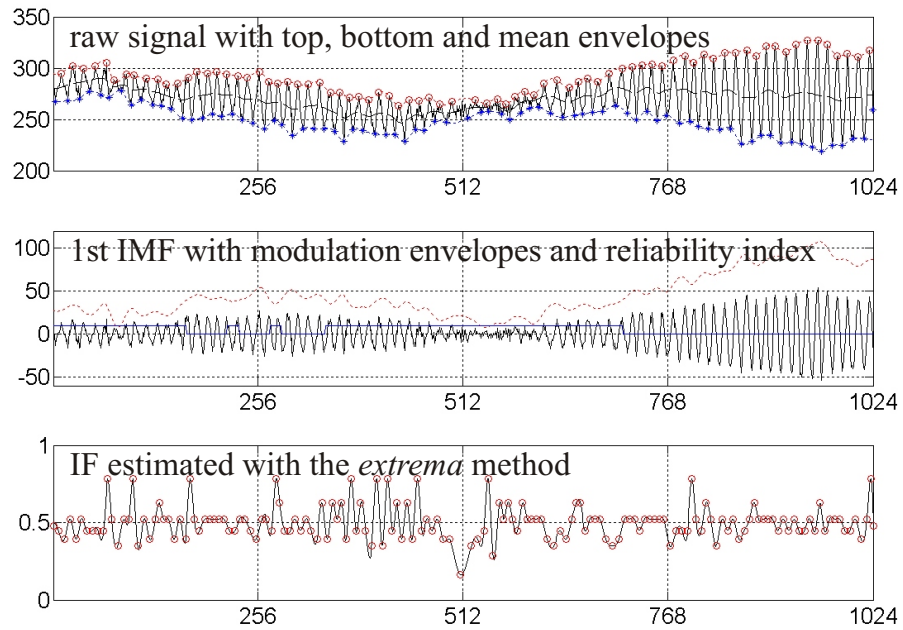 350
raw signal with top, bottom and mean envelopes
300
250
200
256 512 768 1024
1st IMF with modulation envelopes and reliability index
100
50
0
-50
256 512 768 1024
1
IF estimated with the extrema method
0.5
0
256 512 768 1024